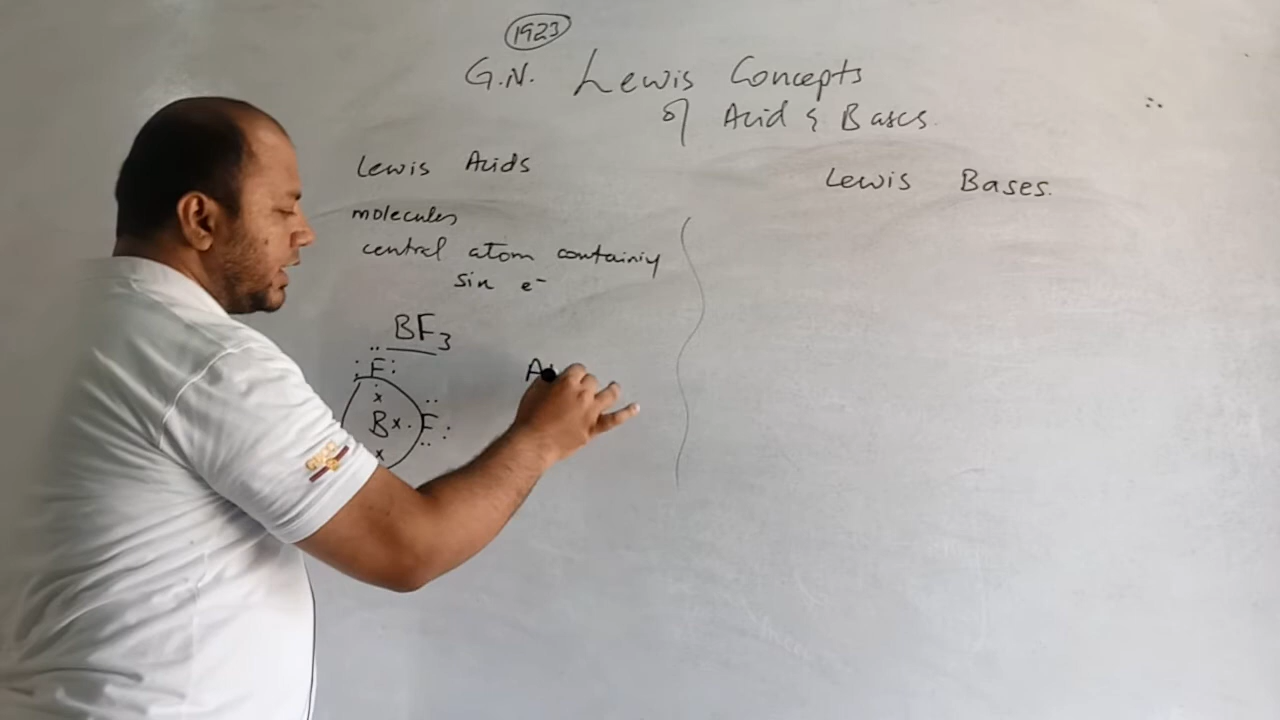 1923
G.N. Lewis Concepts
of Acid & Bases.
Lewis Acids
Lewis Bases.
molecules
central atom containing
six e⁻
BF₃
F
B x . F
x